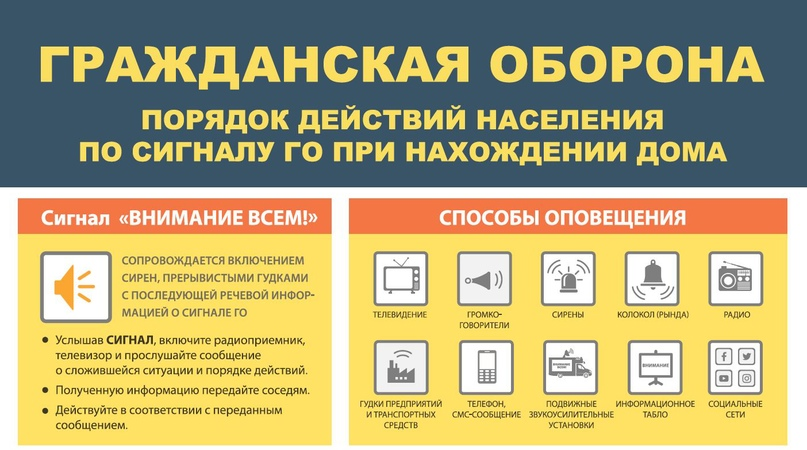 ГРАЖДАНСКАЯ ОБОРОНА
ПОРЯДОК ДЕЙСТВИЙ НАСЕЛЕНИЯ
ПО СИГНАЛУ ГО ПРИ НАХОЖДЕНИИ ДОМА
Сигнал «ВНИМАНИЕ ВСЕМ!»
СОПРОВОЖДАЕТСЯ ВКЛЮЧЕНИЕМ
СИРЕН, ПРЕРЫВИСТЫМИ ГУДКАМИ
С ПОСЛЕДУЮЩЕЙ РЕЧЕВОЙ ИНФОР-
МАЦИЕЙ О СИГНАЛЕ ГО
• Услышав СИГНАЛ, включите радиоприемник,
телевизор и прослушайте сообщение
о сложившейся ситуации и порядке действий.
• Полученную информацию передайте соседям.
• Действуйте в соответствии с переданным
сообщением.
СПОСОБЫ ОПОВЕЩЕНИЯ
ТЕЛЕВИДЕНИЕ
ГРОМКО-
ГОВОРИТЕЛИ
СИРЕНЫ
КОЛОКОЛ (РЫНДА)
РАДИО
ГУДКИ ПРЕДПРИЯТИЙ
И ТРАНСПОРТНЫХ
СРЕДСТВ
ТЕЛЕФОН,
СМС-СООБЩЕНИЕ
ПОДВИЖНЫЕ
ЗВУКОУСИЛИТЕЛЬНЫЕ
УСТАНОВКИ
ВНИМАНИЕ
ИНФОРМАЦИОННОЕ
ТАБЛО
СОЦИАЛЬНЫЕ
СЕТИ